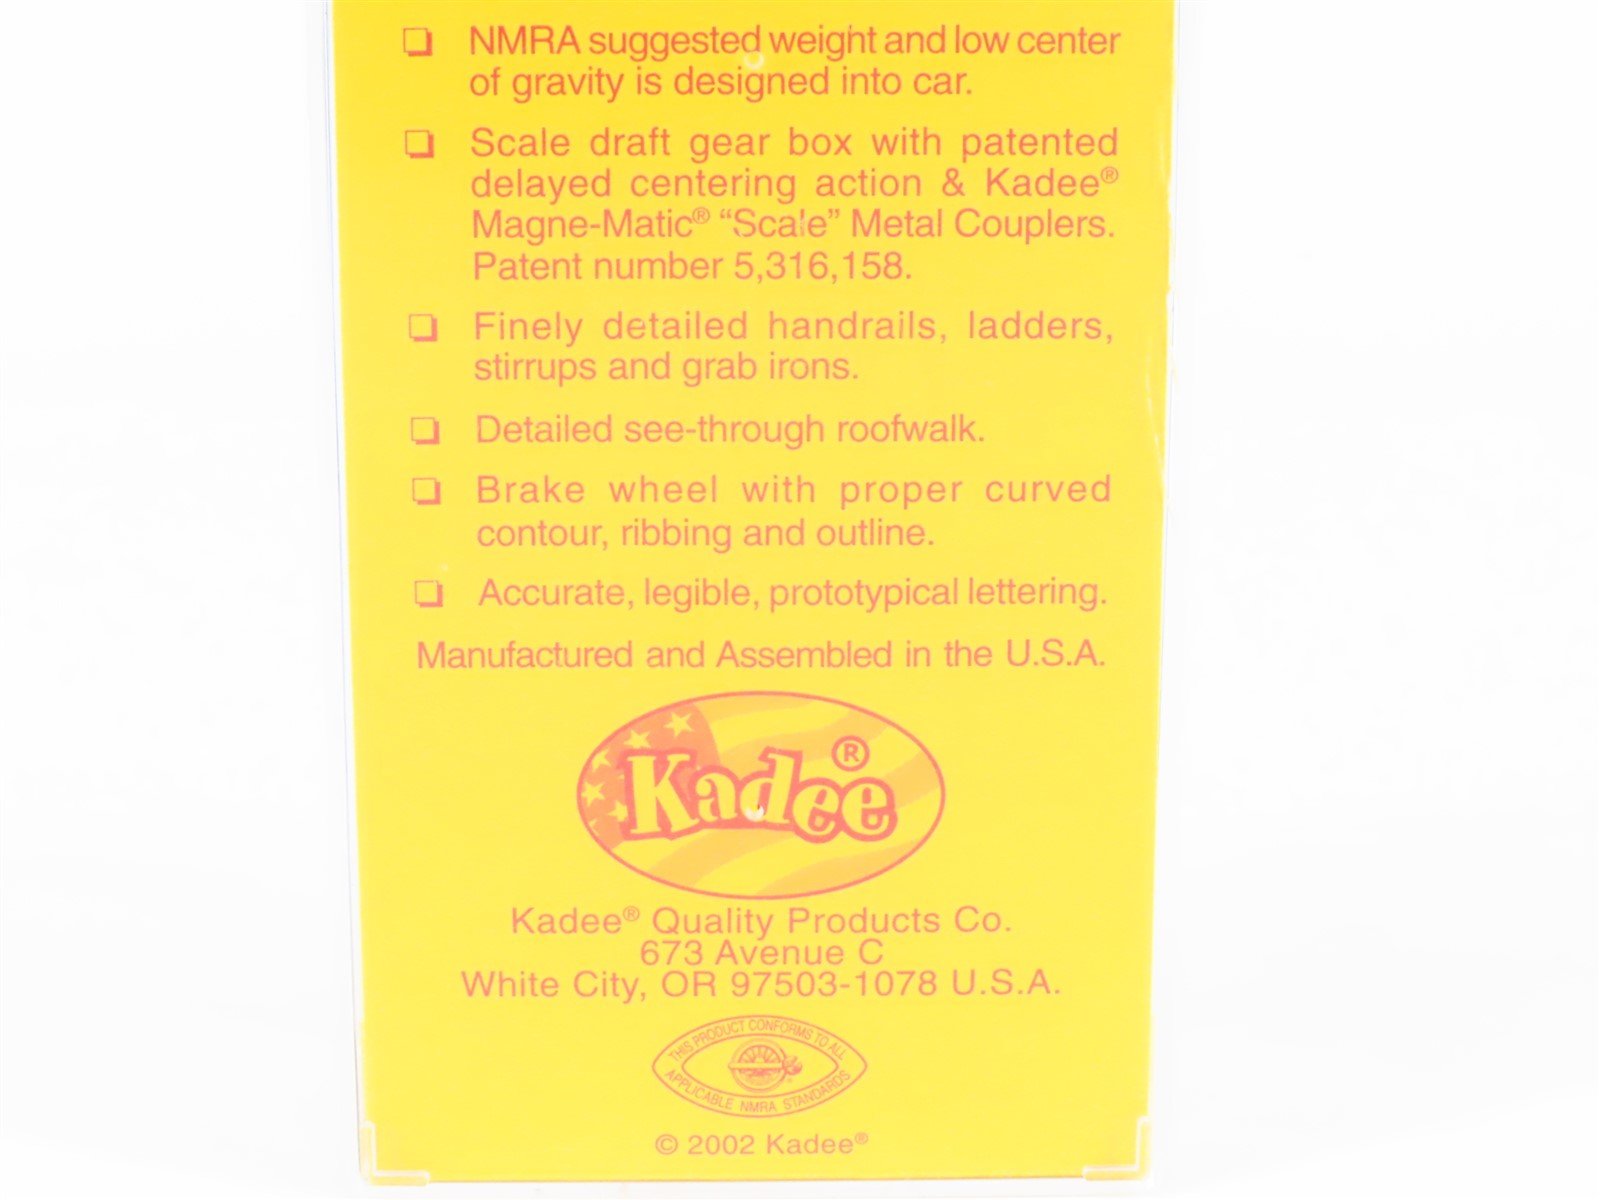 ❏ NMRA suggested weight and low center
of gravity is designed into car.
❏ Scale draft gear box with patented
delayed centering action & Kadee®
Magne-Matic® “Scale” Metal Couplers.
Patent number 5,316,158.
❏ Finely detailed handrails, ladders,
stirrups and grab irons.
❏ Detailed see-through roofwalk.
❏ Brake wheel with proper curved
contour, ribbing and outline.
❏ Accurate, legible, prototypical lettering.
Manufactured and Assembled in the U.S.A.
Kadee®
Kadee® Quality Products Co.
673 Avenue C
White City, OR 97503-1078 U.S.A.
THIS PRODUCT CONFORMS TO ALL
APPLICABLE NMRA STANDARDS
© 2002 Kadee®